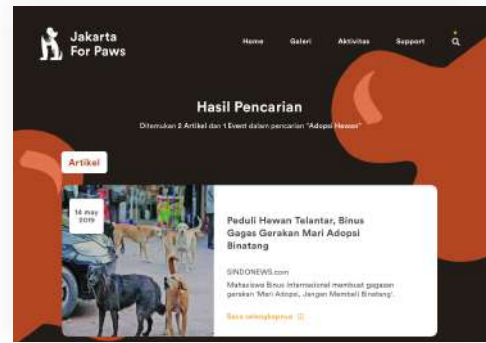 Jakarta
For Paws
Home Galeri Aktivitas Support
Hasil Pencarian
Ditemukan 2 Artikel dan 1 Event dalam pencarian "Adopsi Hewan"
Artikel
14 may
2019
Peduli Hewan Telantar, Binus
Gagas Gerakan Mari Adopsi
Binatang
SINDONEWS.com
Mahasiswa Binus International membuat gagasan
gerakan 'Mari Adopsi, Jangan Membeli Binatang'.
Baca selengkapnya